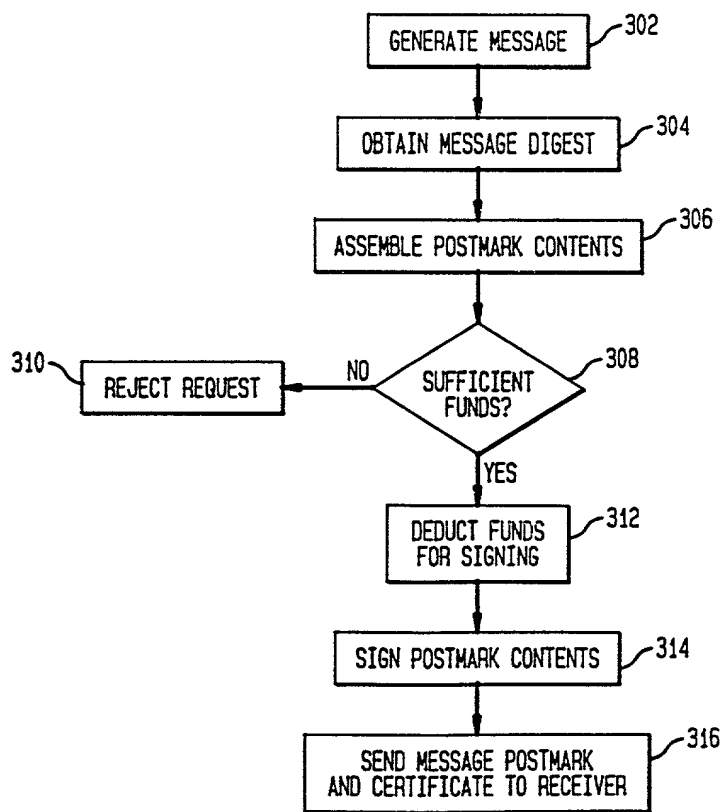 GENERATE MESSAGE
302
OBTAIN MESSAGE DIGEST
304
ASSEMBLE POSTMARK CONTENTS
306
308
310
REJECT REQUEST
NO
SUFFICIENT
FUNDS?
YES
DEDUCT FUNDS
FOR SIGNING
312
SIGN POSTMARK CONTENTS
314
SEND MESSAGE POSTMARK
AND CERTIFICATE TO RECEIVER
316